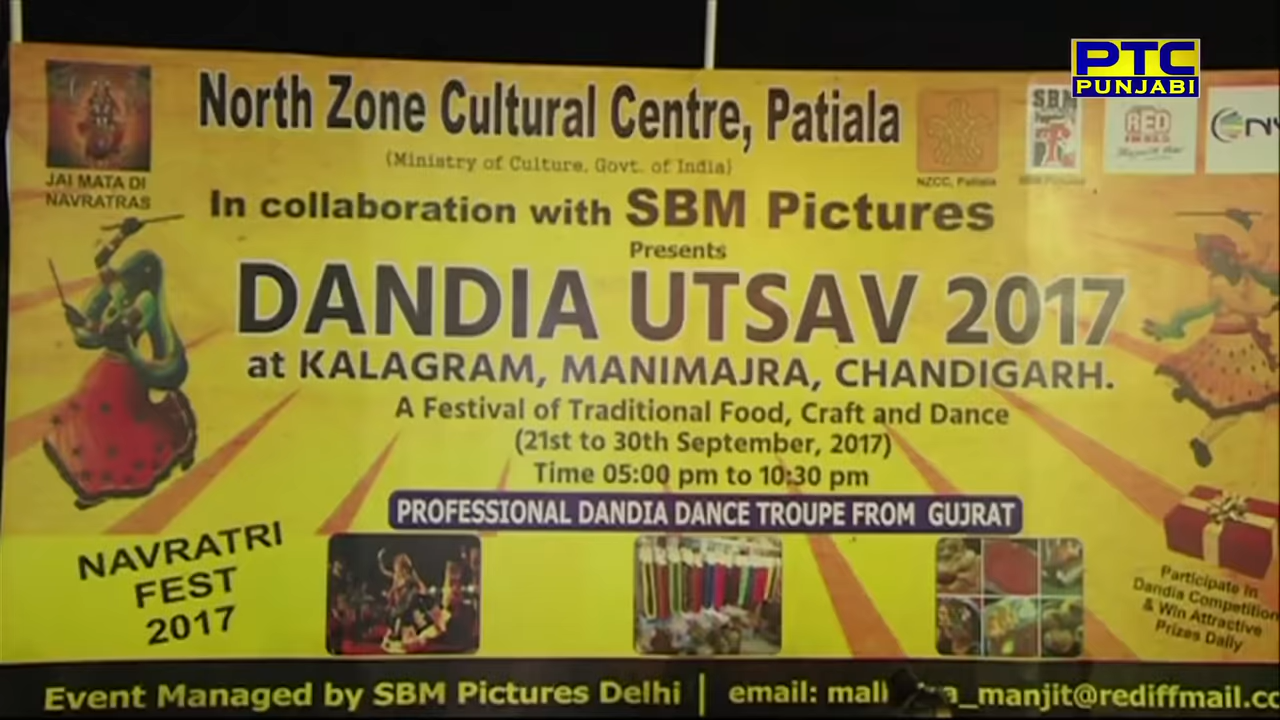 PTC
PUNJABI
North Zone Cultural Centre, Patiala
(Ministry of Culture, Govt. of India)
JAI MATA DI
NAVRATRAS
NZCC, Patiala
SBM
RED
In collaboration with SBM Pictures
Presents
DANDIA UTSAV 2017
at KALAGRAM, MANIMAJRA, CHANDIGARH.
A Festival of Traditional Food, Craft and Dance
(21st to 30th September, 2017)
Time 05:00 pm to 10:30 pm
PROFESSIONAL DANDIA DANCE TROUPE FROM GUJRAT
NAVRATRI
FEST
2017
Participate in
Dandia Competition
& Win Attractive
Prizes Daily
Event Managed by SBM Pictures Delhi | email: